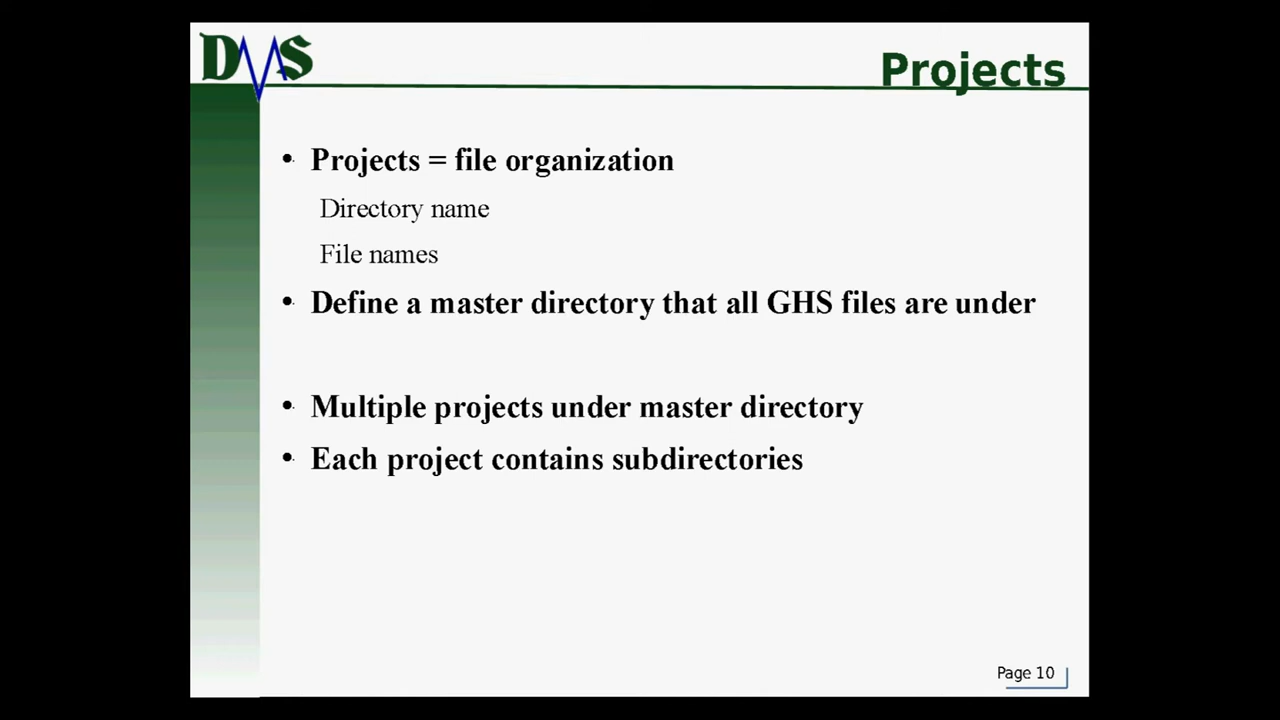 DMS
Projects
• Projects = file organization
Directory name
File names
• Define a master directory that all GHS files are under
• Multiple projects under master directory
• Each project contains subdirectories
Page 10